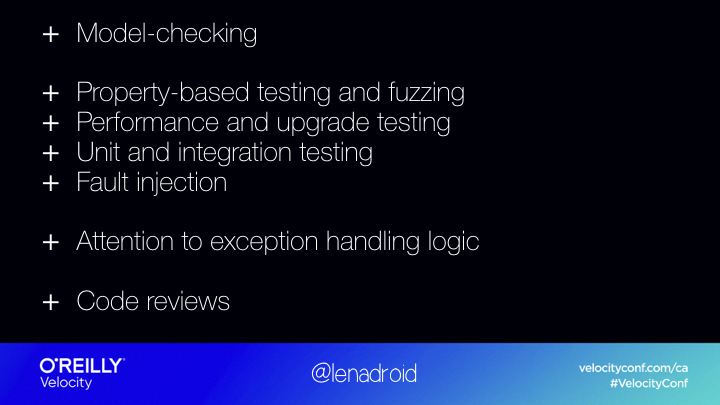 + Model-checking
+ Property-based testing and fuzzing
+ Performance and upgrade testing
+ Unit and integration testing
+ Fault injection
+ Attention to exception handling logic
+ Code reviews
O'REILLY®
Velocity
@lenadroid
velocityconf.com/ca
#VelocityConf